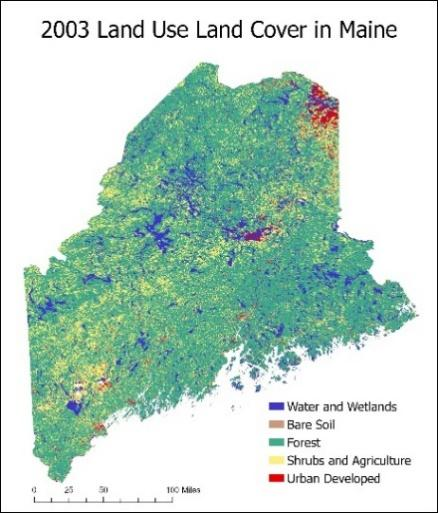 2003 Land Use Land Cover in Maine
Water and Wetlands
Bare Soil
Forest
Shrubs and Agriculture
Urban Developed
0 25 50 100 Miles